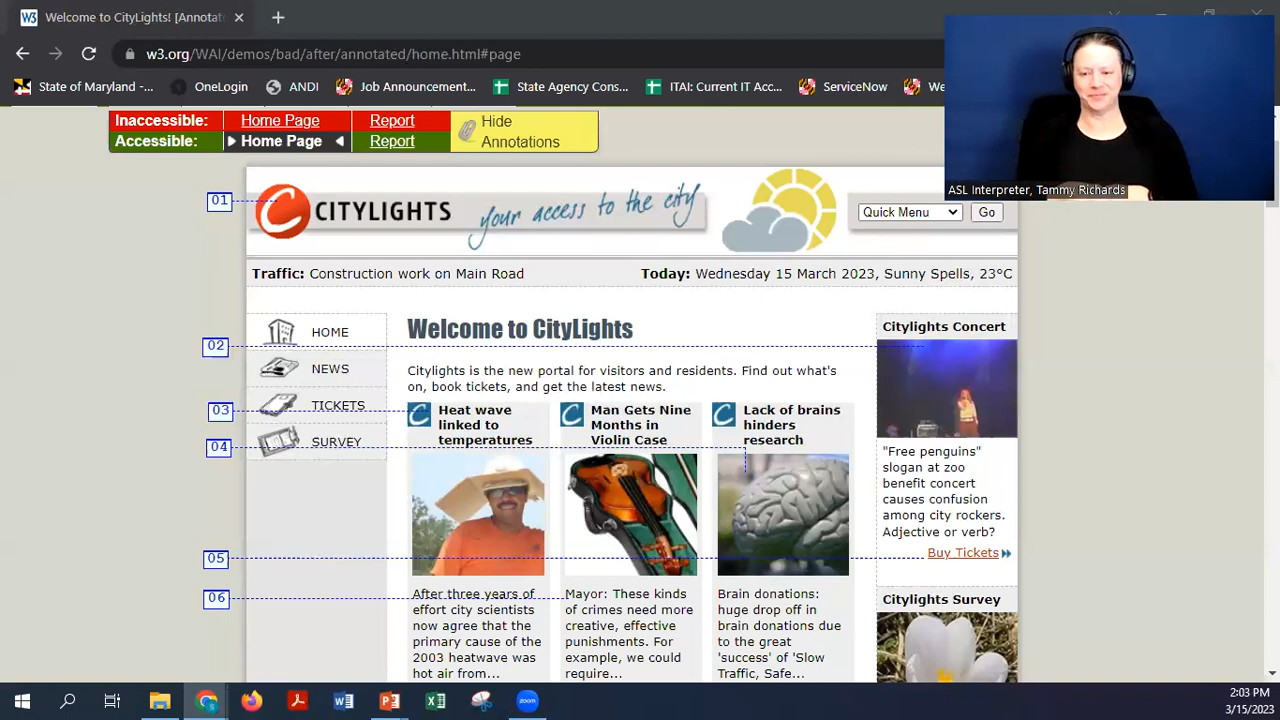 Welcome to CityLights! [Annotat
w3.org/WAI/demos/bad/after/annotated/home.html#page
State of Maryland -...
OneLogin
ANDI
Job Announcement...
State Agency Cons...
ITAI: Current IT Acc...
ServiceNow
We
Inaccessible: Home Page Report
Accessible: Home Page Report
Hide
Annotations
ASL Interpreter, Tammy Richards
01
CITYLIGHTS
your access to the city
Quick Menu Go
Traffic: Construction work on Main Road
Today: Wednesday 15 March 2023, Sunny Spells, 23°C
HOME
NEWS
TICKETS
SURVEY
02
03
04
05
06
Welcome to CityLights
Citylights is the new portal for visitors and residents. Find out what's
on, book tickets, and get the latest news.
Heat wave
linked to
temperatures
After three years of
effort city scientists
now agree that the
primary cause of the
2003 heatwave was
hot air from...
Man Gets Nine
Months in
Violin Case
Mayor: These kinds
of crimes need more
creative, effective
punishments. For
example, we could
require...
Lack of brains
hinders
research
Brain donations:
huge drop off in
brain donations due
to the great
'success' of 'Slow
Traffic, Safe...
Citylights Concert
"Free penguins"
slogan at zoo
benefit concert
causes confusion
among city rockers.
Adjective or verb?
Buy Tickets
Citylights Survey
zoom
2:03 PM
3/15/2023